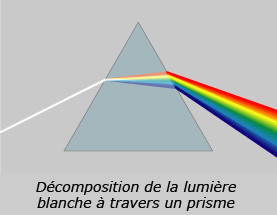 Décomposition de la lumière
blanche à travers un prisme